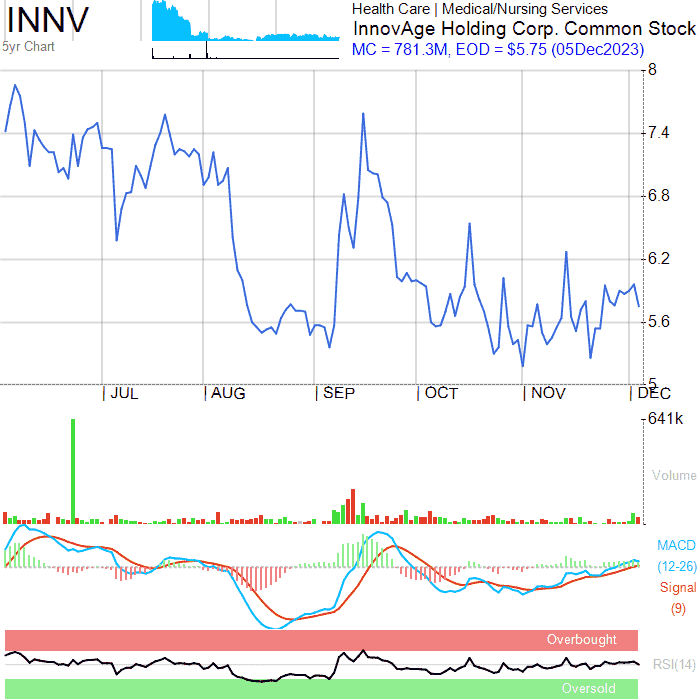 INNV
5yr Chart
Health Care | Medical/Nursing Services
InnovAge Holding Corp. Common Stock
MC = 781.3M, EOD = $5.75 (05Dec2023)
8
7.4
6.8
6.2
5.6
5
JUL
AUG
SEP
OCT
NOV
DEC
641k
Volume
MACD
(12-26)
Signal
(9)
Overbought
RSI(14)
Oversold